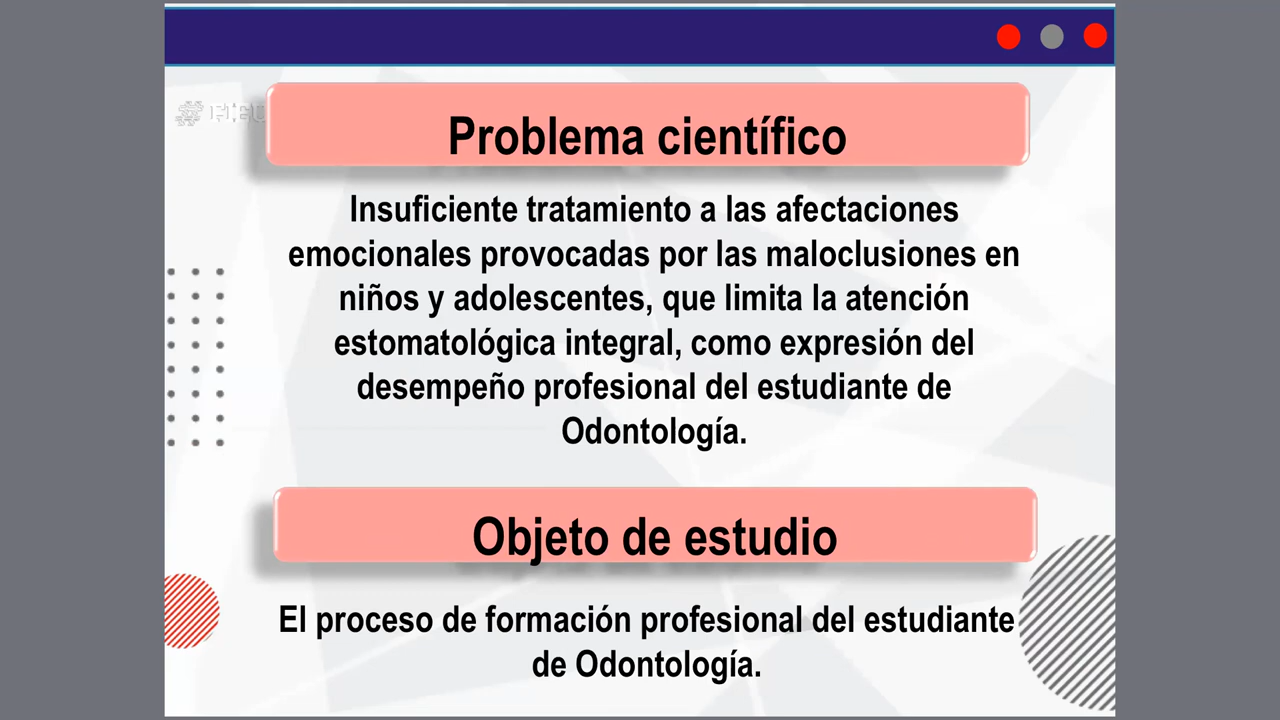 Problema científico
Insuficiente tratamiento a las afectaciones
emocionales provocadas por las maloclusiones en
niños y adolescentes, que limita la atención
estomatológica integral, como expresión del
desempeño profesional del estudiante de
Odontología.
Objeto de estudio
El proceso de formación profesional del estudiante
de Odontología.